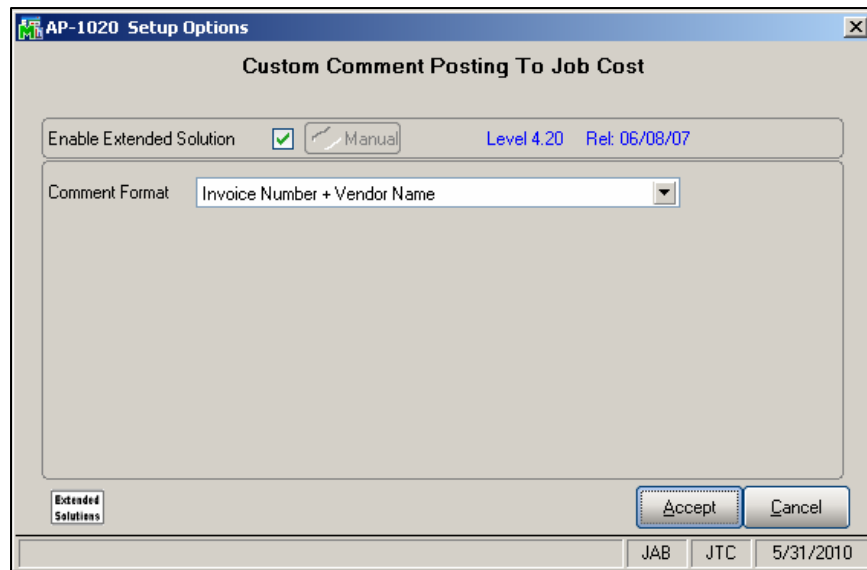 AP-1020 Setup Options
Custom Comment Posting To Job Cost
Enable Extended Solution Manual Level 4.20 Rel: 06/08/07
Comment Format Invoice Number + Vendor Name
Extended
Solutions
Accept Cancel
JAB JTC 5/31/2010